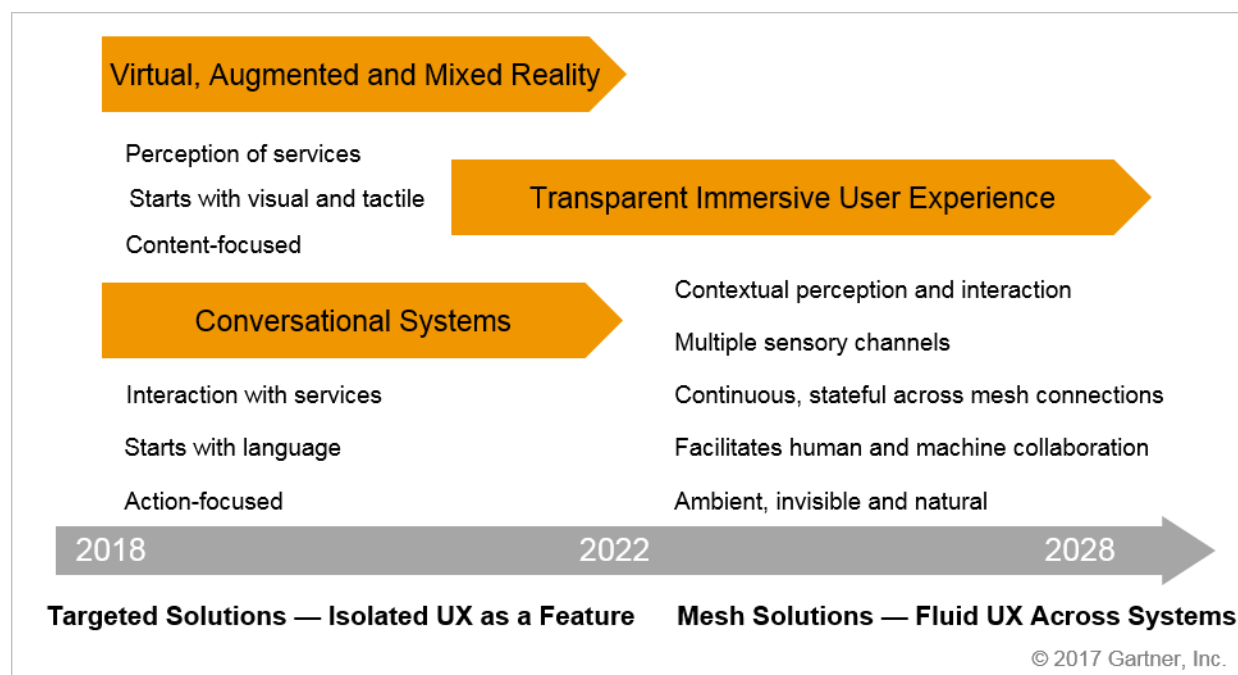 Virtual, Augmented and Mixed Reality
Perception of services
Starts with visual and tactile
Content-focused
Transparent Immersive User Experience
Conversational Systems
Interaction with services
Starts with language
Action-focused
Contextual perception and interaction
Multiple sensory channels
Continuous, stateful across mesh connections
Facilitates human and machine collaboration
Ambient, invisible and natural
2018 2022 2028
Targeted Solutions — Isolated UX as a Feature
Mesh Solutions — Fluid UX Across Systems
© 2017 Gartner, Inc.